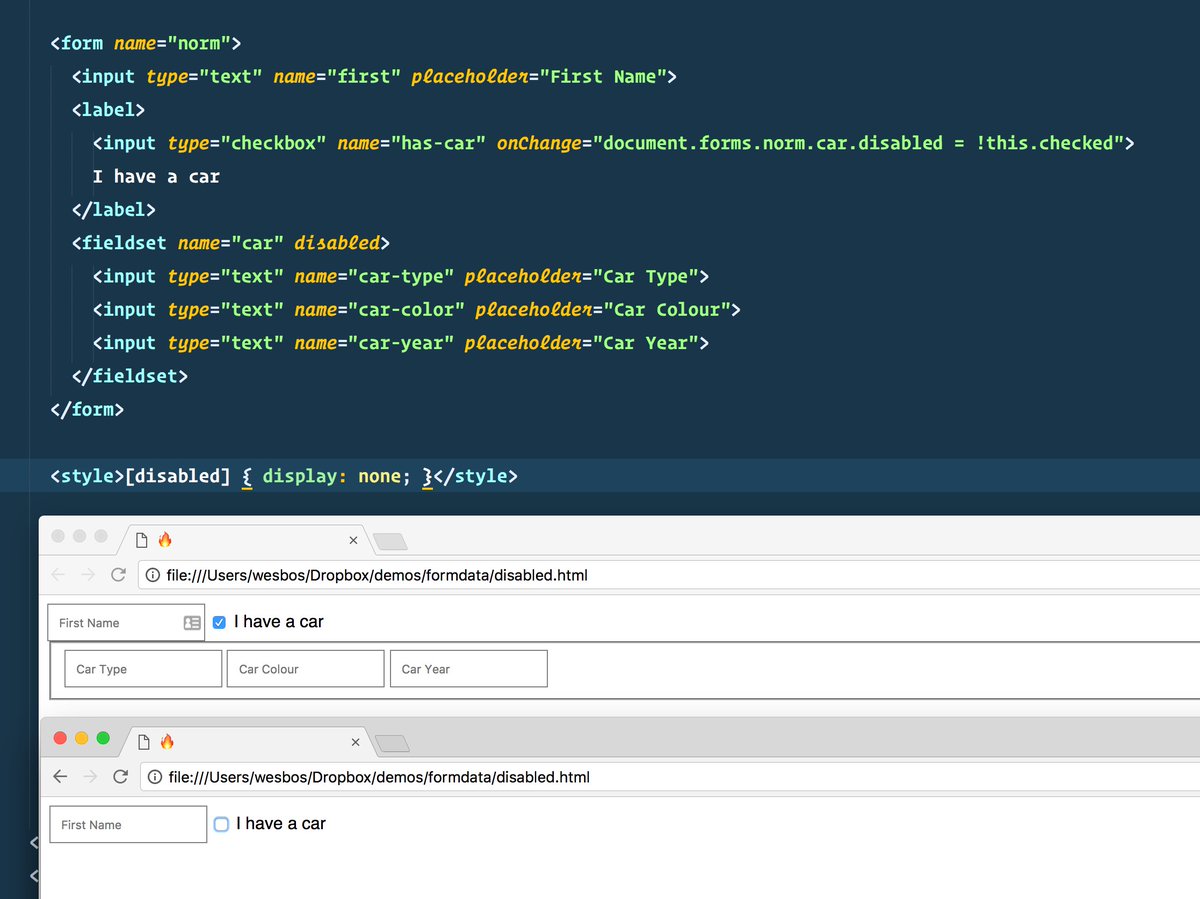 <form name="norm">
<input type="text" name="first" placeholder="First Name">
<label>
<input type="checkbox" name="has-car" onChange="document.forms.norm.car.disabled = !this.checked">
I have a car
</label>
<fieldset name="car" disabled>
<input type="text" name="car-type" placeholder="Car Type">
<input type="text" name="car-color" placeholder="Car Colour">
<input type="text" name="car-year" placeholder="Car Year">
</fieldset>
</form>
<style>[disabled] { display: none; }</style>
file:///Users/wesbos/Dropbox/demos/formdata/disabled.html
First Name I have a car
Car Type Car Colour Car Year
file:///Users/wesbos/Dropbox/demos/formdata/disabled.html
First Name I have a car
<
<